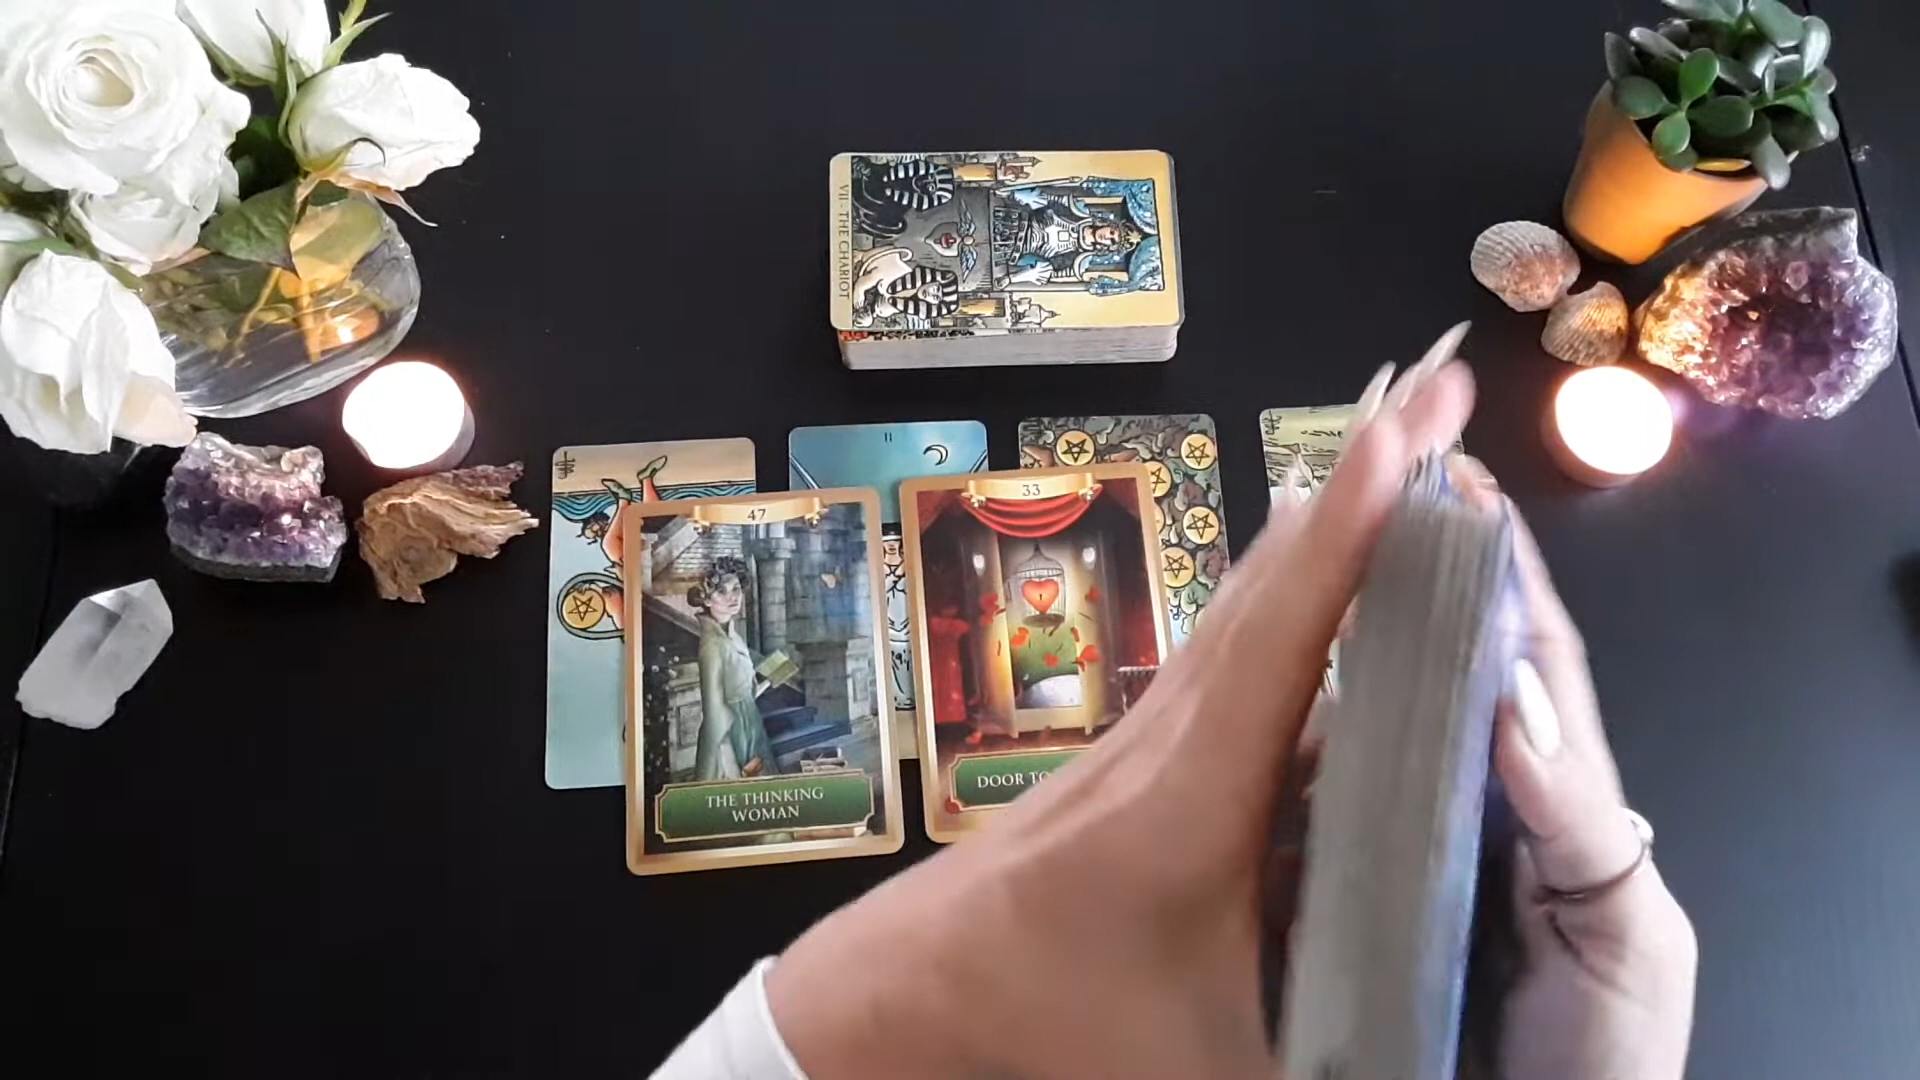 VII · THE CHARIOT
II
47
33
THE THINKING
WOMAN
DOOR TO